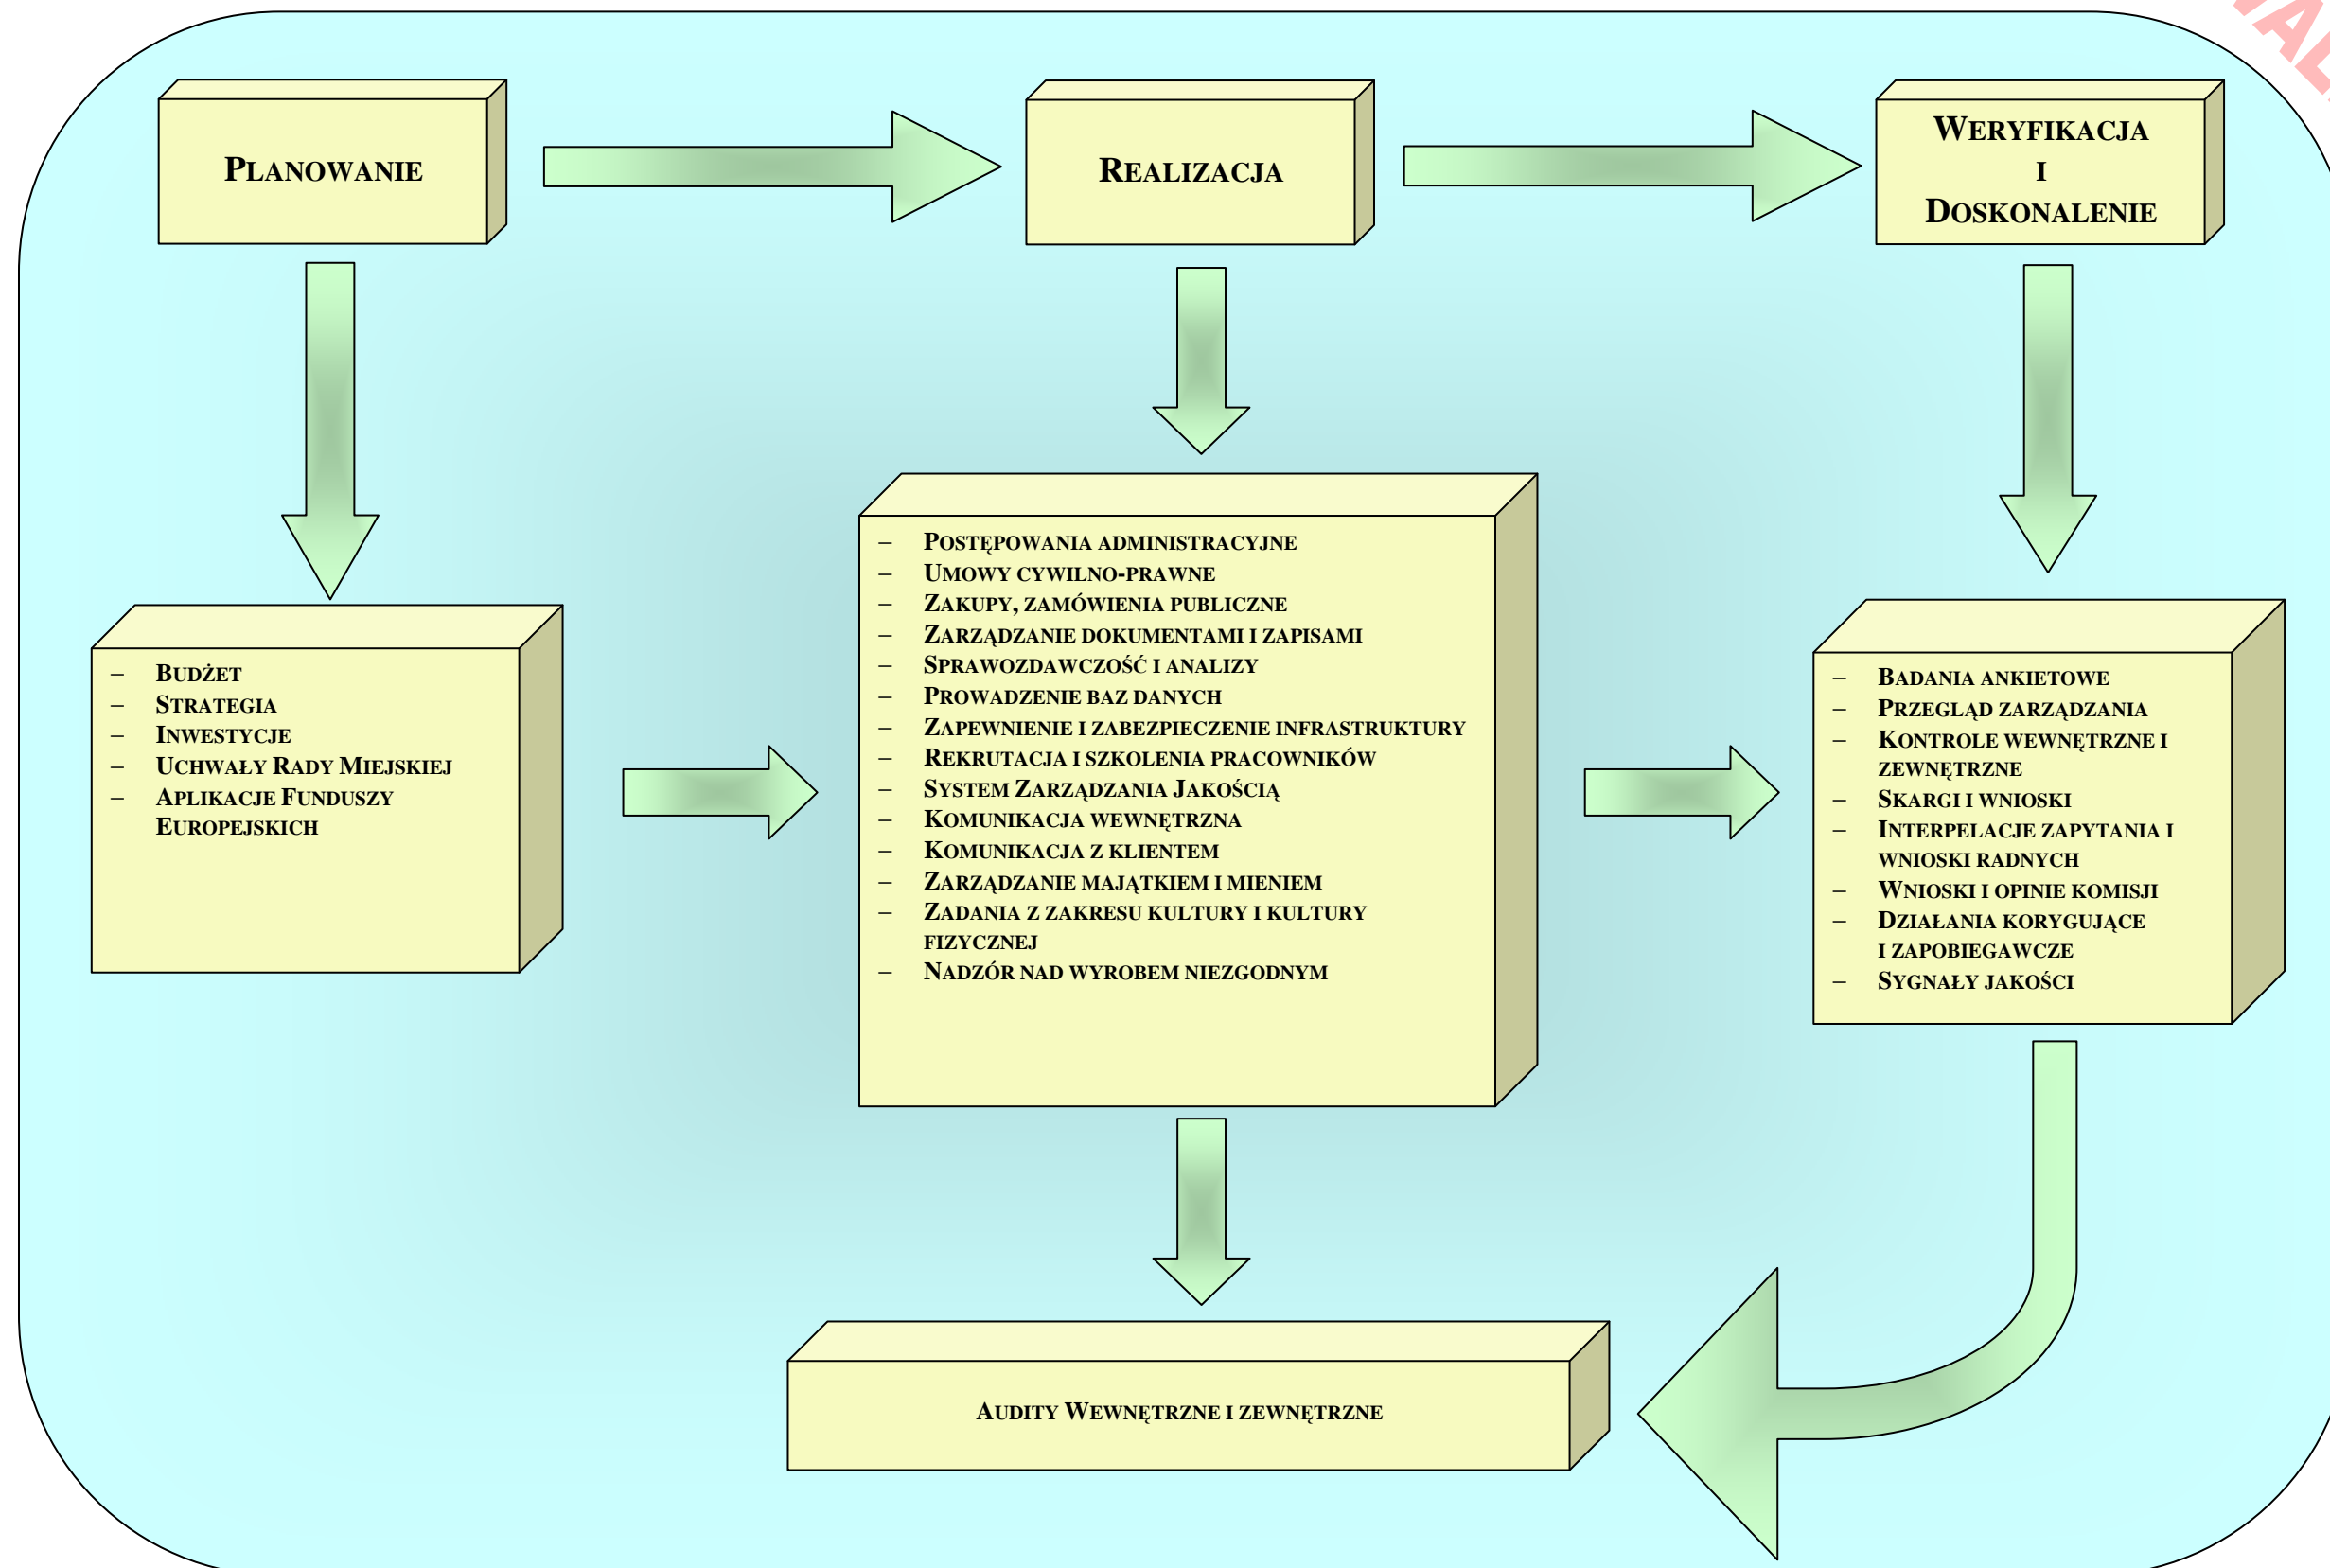 PLANOWANIE
REALIZACJA
WERYFIKACJA
I
DOSKONALENIE
– BUDŻET
– STRATEGIA
– INWESTYCJE
– UCHWAŁY RADY MIEJSKIEJ
– APLIKACJE FUNDUSZY
EUROPEJSKICH
– POSTĘPOWANIA ADMINISTRACYJNE
– UMOWY CYWILNO-PRAWNE
– ZAKUPY, ZAMÓWIENIA PUBLICZNE
– ZARZĄDZANIE DOKUMENTAMI I ZAPISAMI
– SPRAWOZDAWCZOŚĆ I ANALIZY
– PROWADZENIE BAZ DANYCH
– ZAPEWNIENIE I ZABEZPIECZENIE INFRASTRUKTURY
– REKRUTACJA I SZKOLENIA PRACOWNIKÓW
– SYSTEM ZARZĄDZANIA JAKOŚCIĄ
– KOMUNIKACJA WEWNĘTRZNA
– KOMUNIKACJA Z KLIENTEM
– ZARZĄDZANIE MAJĄTKIEM I MIENIEM
– ZADANIA Z ZAKRESU KULTURY I KULTURY
FIZYCZNEJ
– NADZÓR NAD WYROBEM NIEZGODNYM
– BADANIA ANKIETOWE
– PRZEGLĄD ZARZĄDZANIA
– KONTROLE WEWNĘTRZNE I
ZEWNĘTRZNE
– SKARGI I WNIOSKI
– INTERPELACJE ZAPYTANIA I
WNIOSKI RADNYCH
– WNIOSKI I OPINIE KOMISJI
– DZIAŁANIA KORYGUJĄCE
I ZAPOBIEGAWCZE
– SYGNAŁY JAKOŚCI
AUDITY WEWNĘTRZNE I ZEWNĘTRZNE